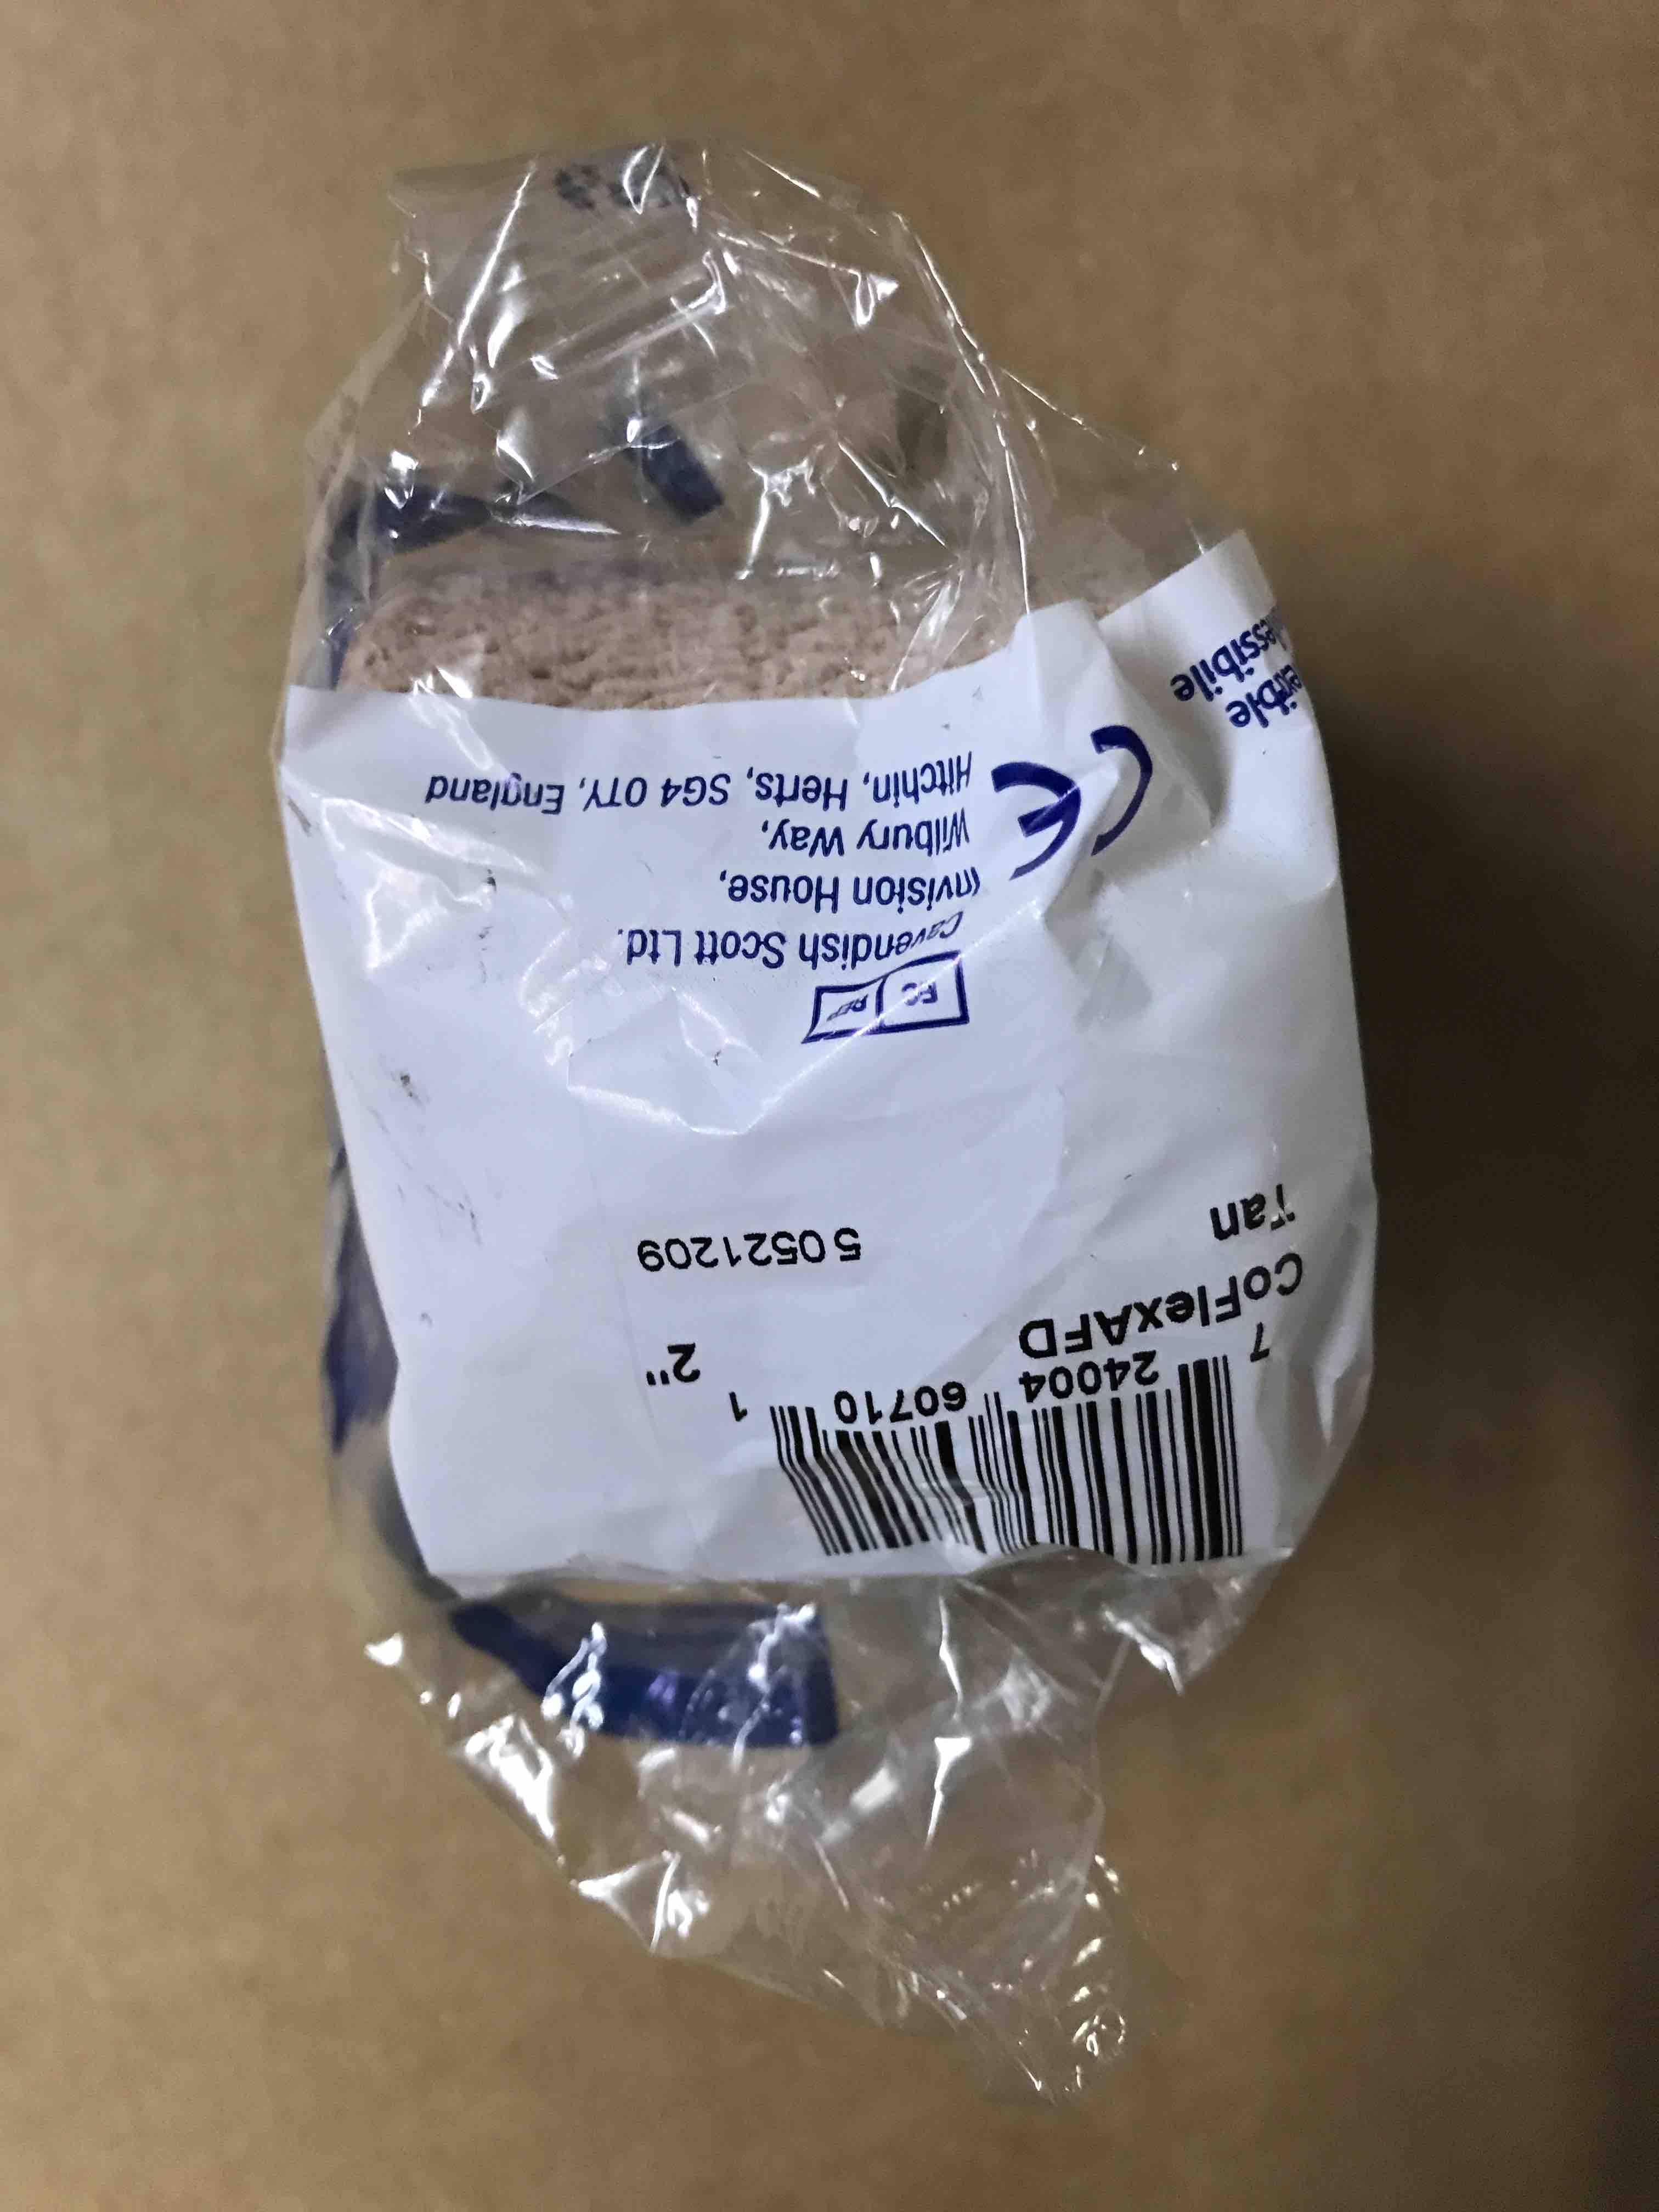 7 24004 60710 1
CoFlexAFD 2"
Tan
5 0521209
EC REP
Cavendish Scott Ltd.
Invision House,
Wilbury Way,
Hitchin, Herts, SG4 0TY, England
CE